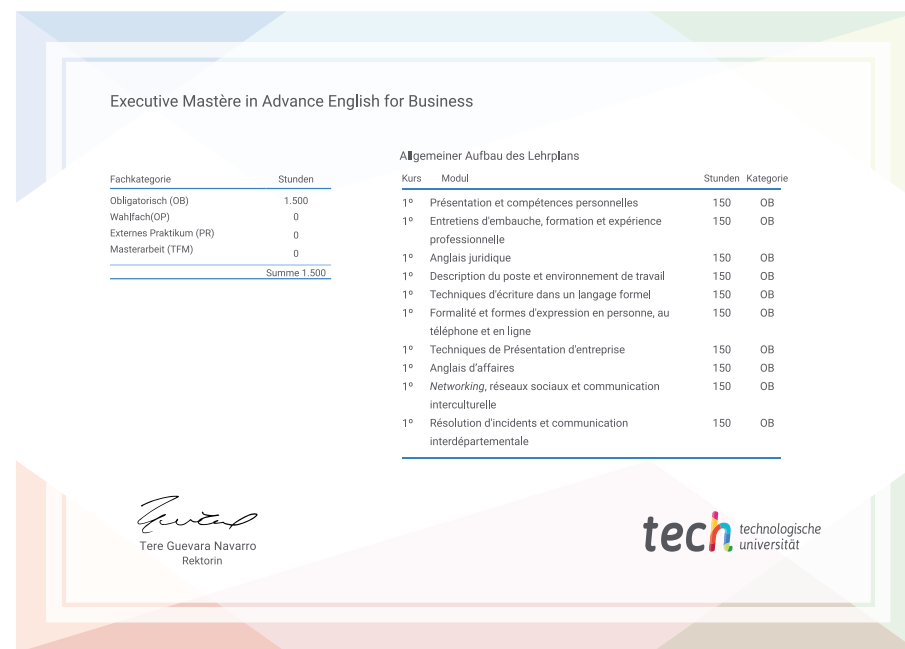 Executive Mastère in Advance English for Business
Fachkategorie Stunden
Obligatorisch (OB) 1.500
Wahlfach(OP) 0
Externes Praktikum (PR) 0
Masterarbeit (TFM) 0
Summe 1.500
Allgemeiner Aufbau des Lehrplans
Kurs Modul Stunden Kategorie
1º Présentation et compétences personnelles 150 OB
1º Entretiens d'embauche, formation et expérience 150 OB
professionnelle
1º Anglais juridique 150 OB
1º Description du poste et environnement de travail 150 OB
1º Techniques d'écriture dans un langage formel 150 OB
1º Formalité et formes d'expression en personne, au 150 OB
téléphone et en ligne
1º Techniques de Présentation d'entreprise 150 OB
1º Anglais d'affaires 150 OB
1º Networking, réseaux sociaux et communication 150 OB
interculturelle
1º Résolution d'incidents et communication 150 OB
interdépartementale
Tere Guevara Navarro
Rektorin
tech technologische
universität